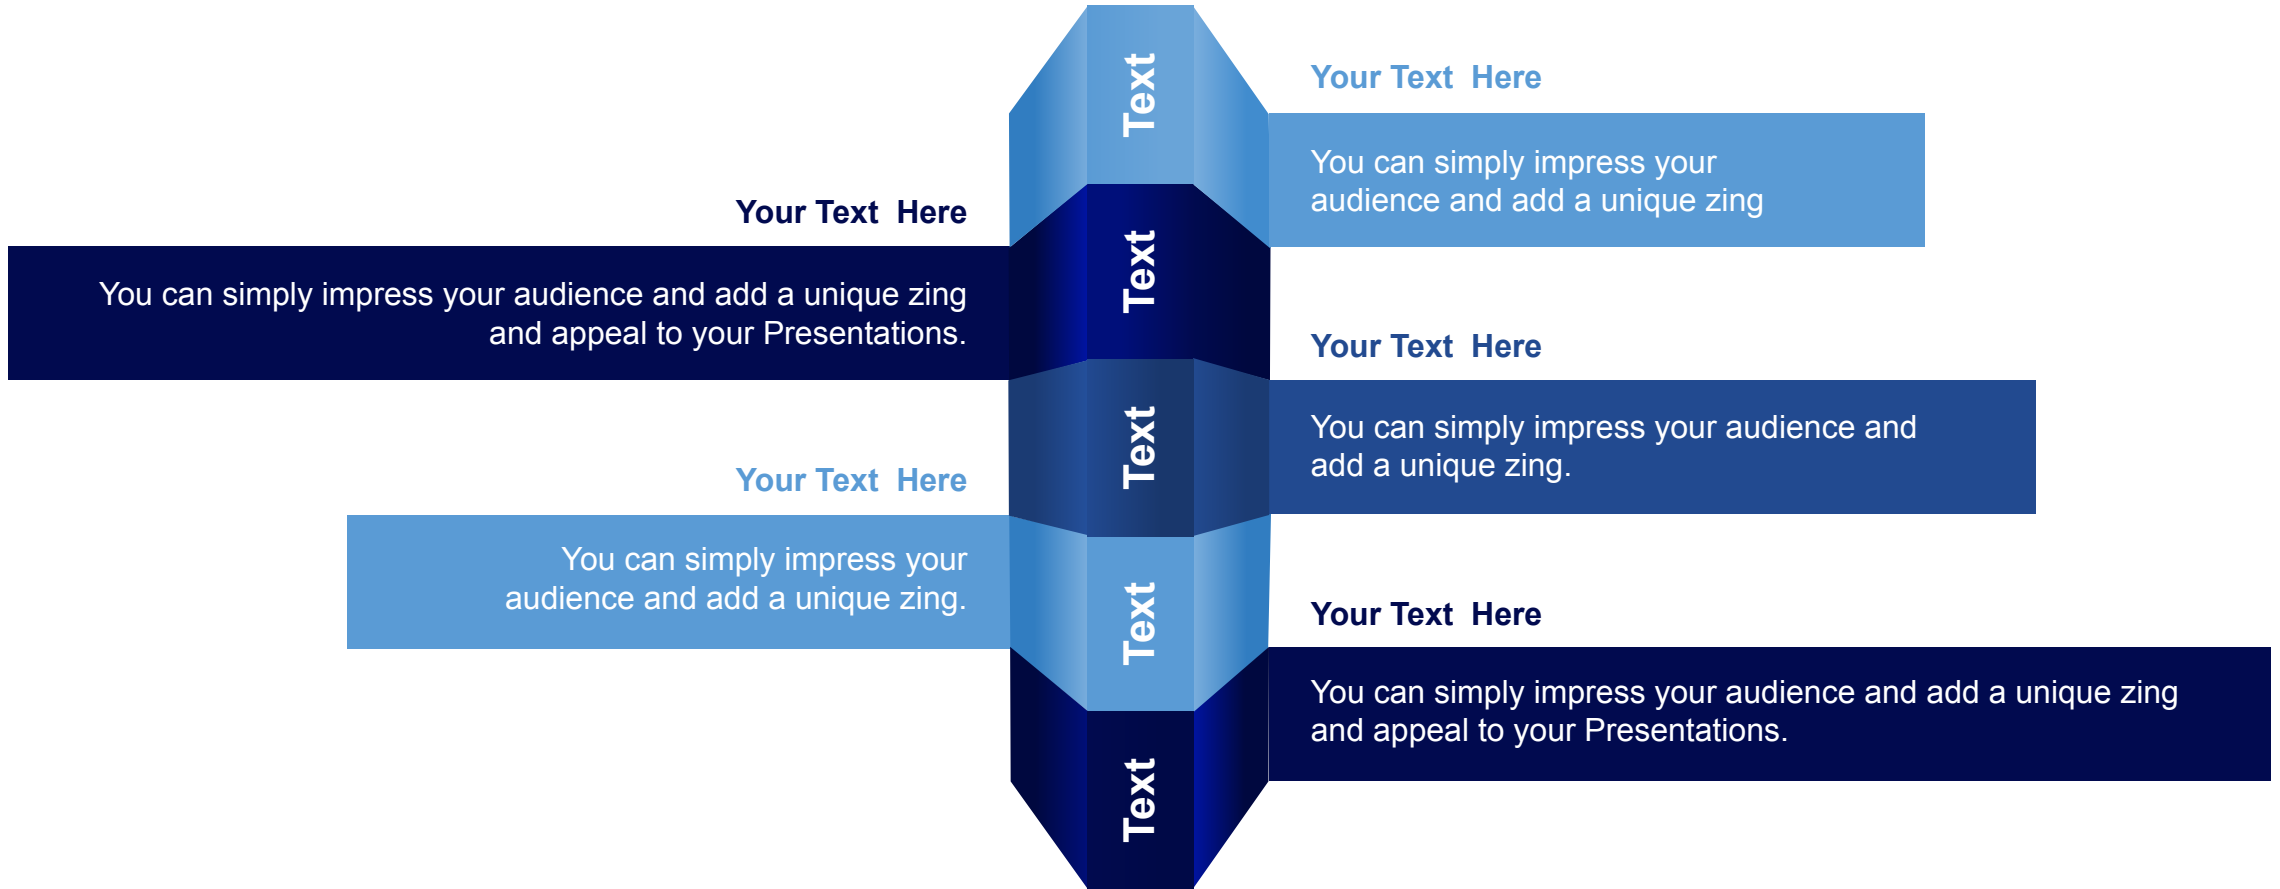 Text
Your Text  Here
You can simply impress your
audience and add a unique zing
Your Text  Here
You can simply impress your audience and add a unique zing
and appeal to your Presentations.
Text
Your Text  Here
You can simply impress your audience and
add a unique zing.
Text
Your Text  Here
You can simply impress your
audience and add a unique zing.
Text
Your Text  Here
You can simply impress your audience and add a unique zing
and appeal to your Presentations.
Text